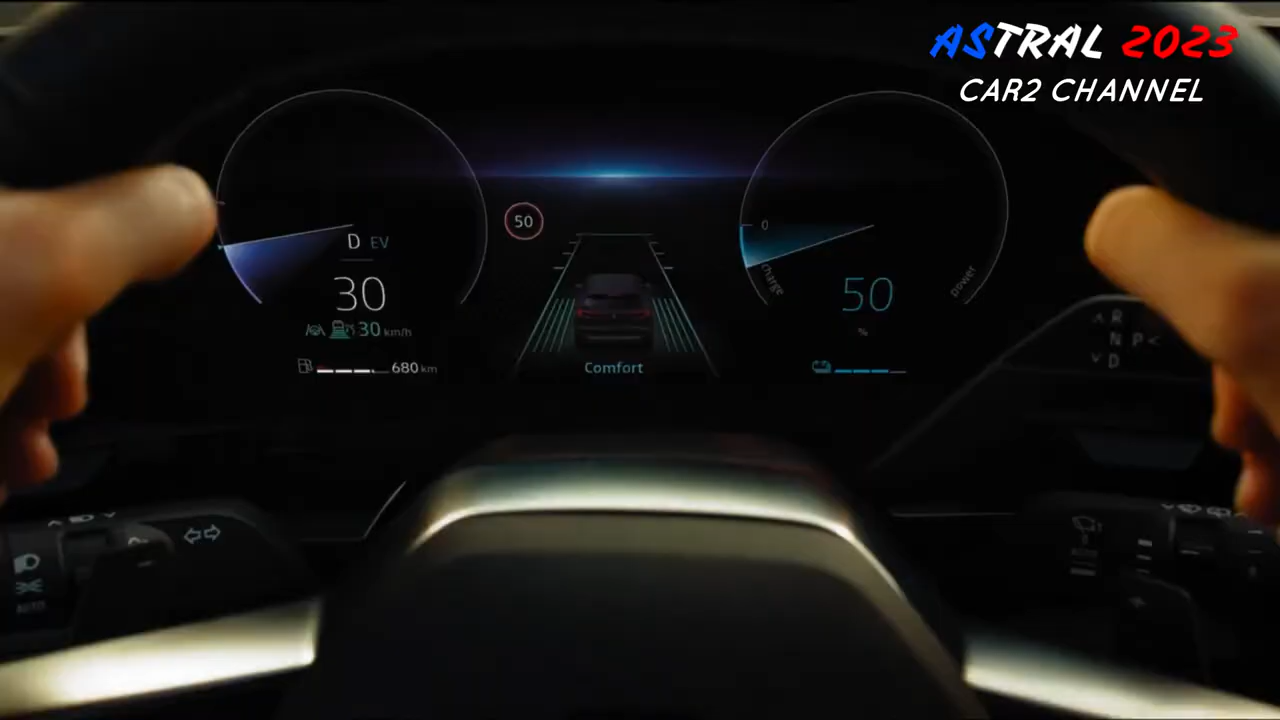 ASTRAL 2023
CAR2 CHANNEL
50
D EV
0
30
charge
50
power
30 km/h
%
680 km
Comfort
R
N P
D
AUTO